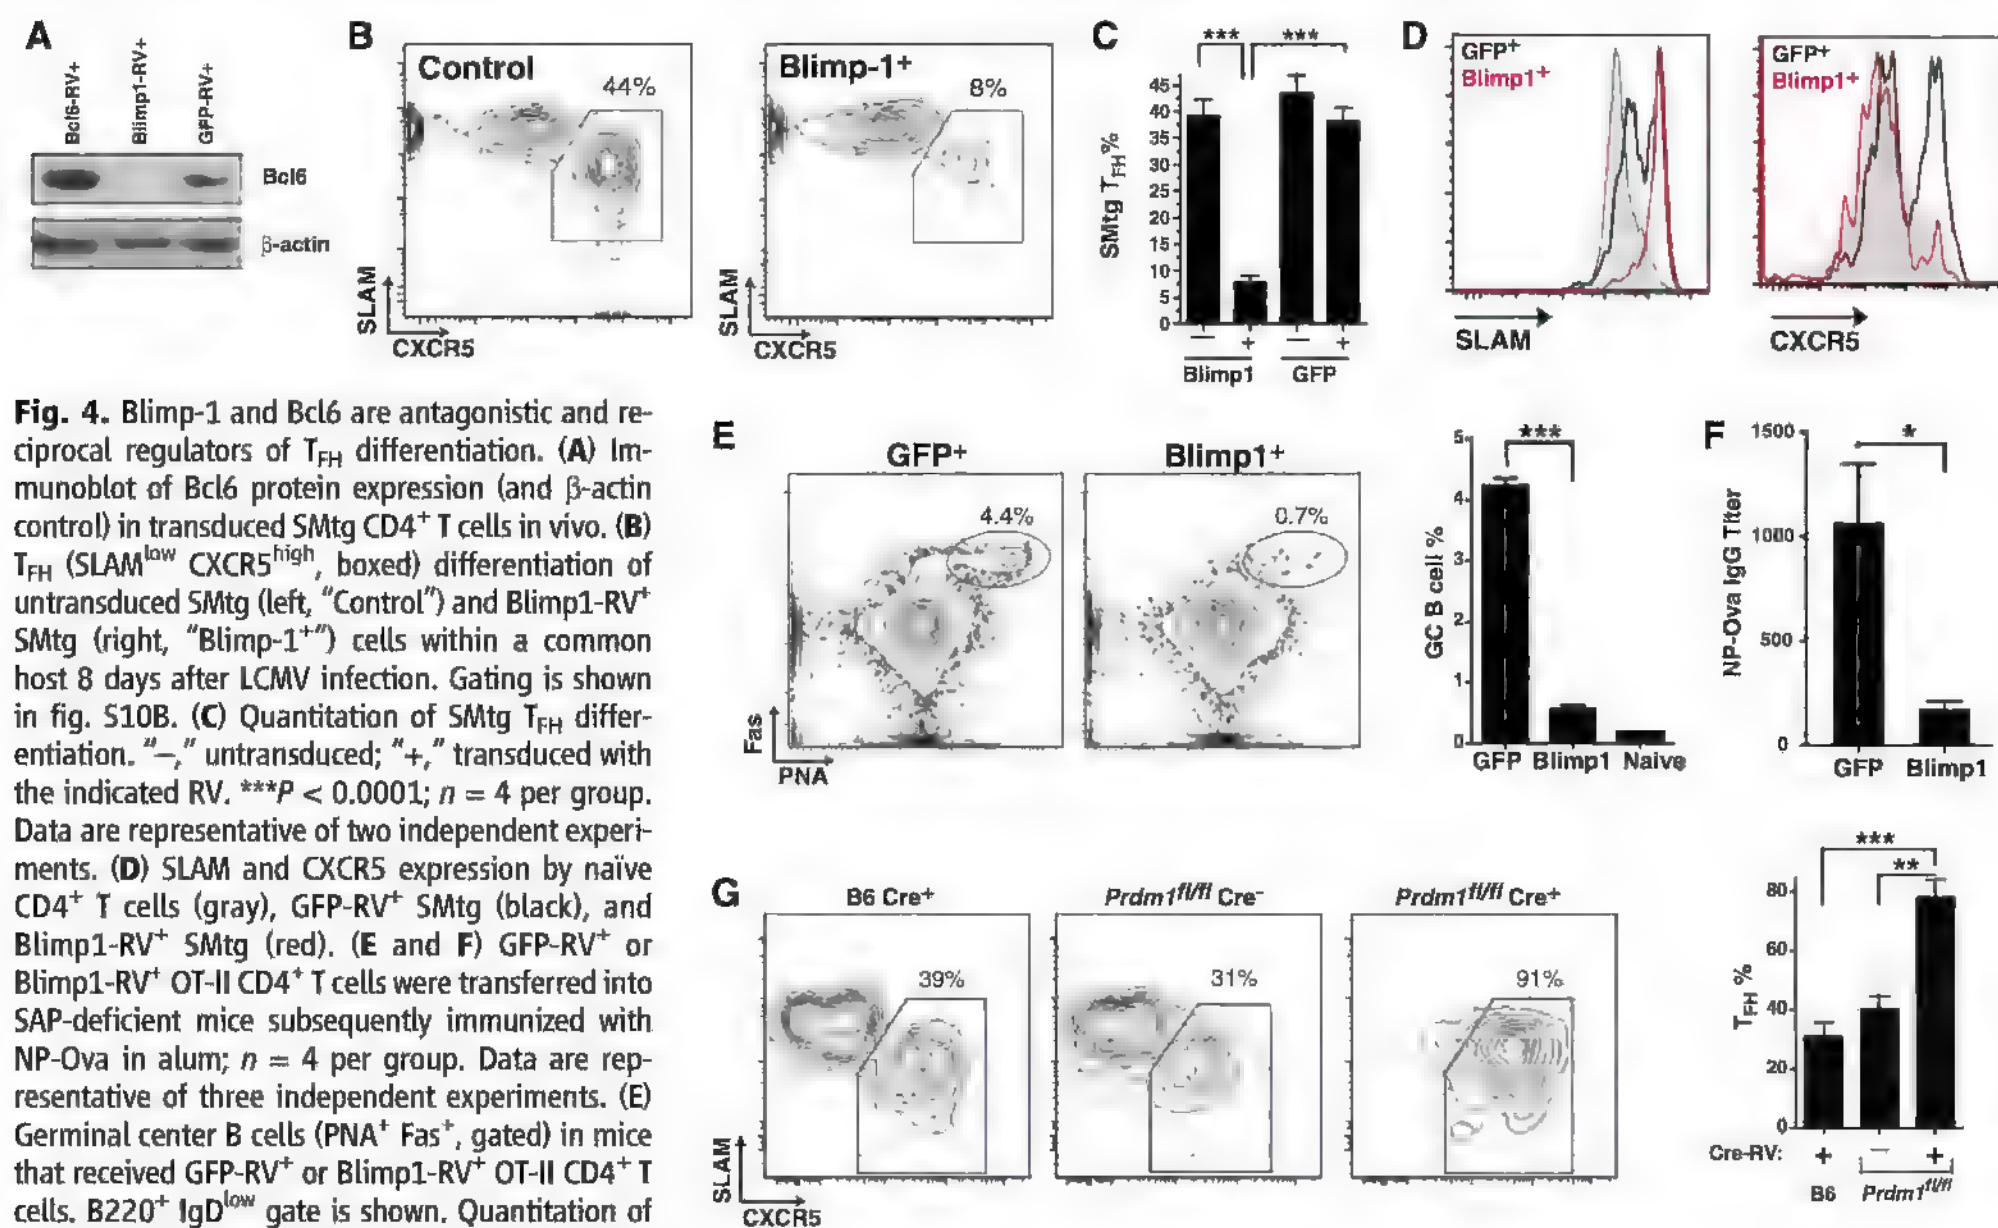 A
Bcl6-RV+
Blimp1-RV+
GFP-RV+
Bcl6
β-actin
B
Control
44%
SLAM
CXCR5
Blimp-1+
8%
SLAM
CXCR5
C
*** ***
SMtg TFH%
45
40
35
30
25
20
15
10
5
0
− + − +
Blimp1 GFP
D
GFP+
Blimp1+
SLAM
GFP+
Blimp1+
CXCR5
Fig. 4. Blimp-1 and Bcl6 are antagonistic and re-
ciprocal regulators of TFH differentiation. (A) Im-
munoblot of Bcl6 protein expression (and β-actin
control) in transduced SMtg CD4+ T cells in vivo. (B)
TFH (SLAMlow CXCR5high, boxed) differentiation of
untransduced SMtg (left, "Control") and Blimp1-RV+
SMtg (right, "Blimp-1+") cells within a common
host 8 days after LCMV infection. Gating is shown
in fig. S10B. (C) Quantitation of SMtg TFH differ-
entiation. "–," untransduced; "+," transduced with
the indicated RV. ***P < 0.0001; n = 4 per group.
Data are representative of two independent experi-
ments. (D) SLAM and CXCR5 expression by naïve
CD4+ T cells (gray), GFP-RV+ SMtg (black), and
Blimp1-RV+ SMtg (red). (E and F) GFP-RV+ or
Blimp1-RV+ OT-II CD4+ T cells were transferred into
SAP-deficient mice subsequently immunized with
NP-Ova in alum; n = 4 per group. Data are rep-
resentative of three independent experiments. (E)
Germinal center B cells (PNA+ Fas+, gated) in mice
that received GFP-RV+ or Blimp1-RV+ OT-II CD4+ T
cells. B220+ IgDlow gate is shown. Quantitation of
E
GFP+
4.4%
Fas
PNA
Blimp1+
0.7%
***
GC B cell %
5
4
3
2
1
0
GFP Blimp1 Naive
F
*
NP-Ova IgG Titer
1500
1000
500
0
GFP Blimp1
G
B6 Cre+
39%
Prdm1fl/fl Cre-
31%
Prdm1fl/fl Cre+
91%
SLAM
CXCR5
***
**
TFH %
80
60
40
20
0
Cre-RV: + − +
B6 Prdm1fl/fl